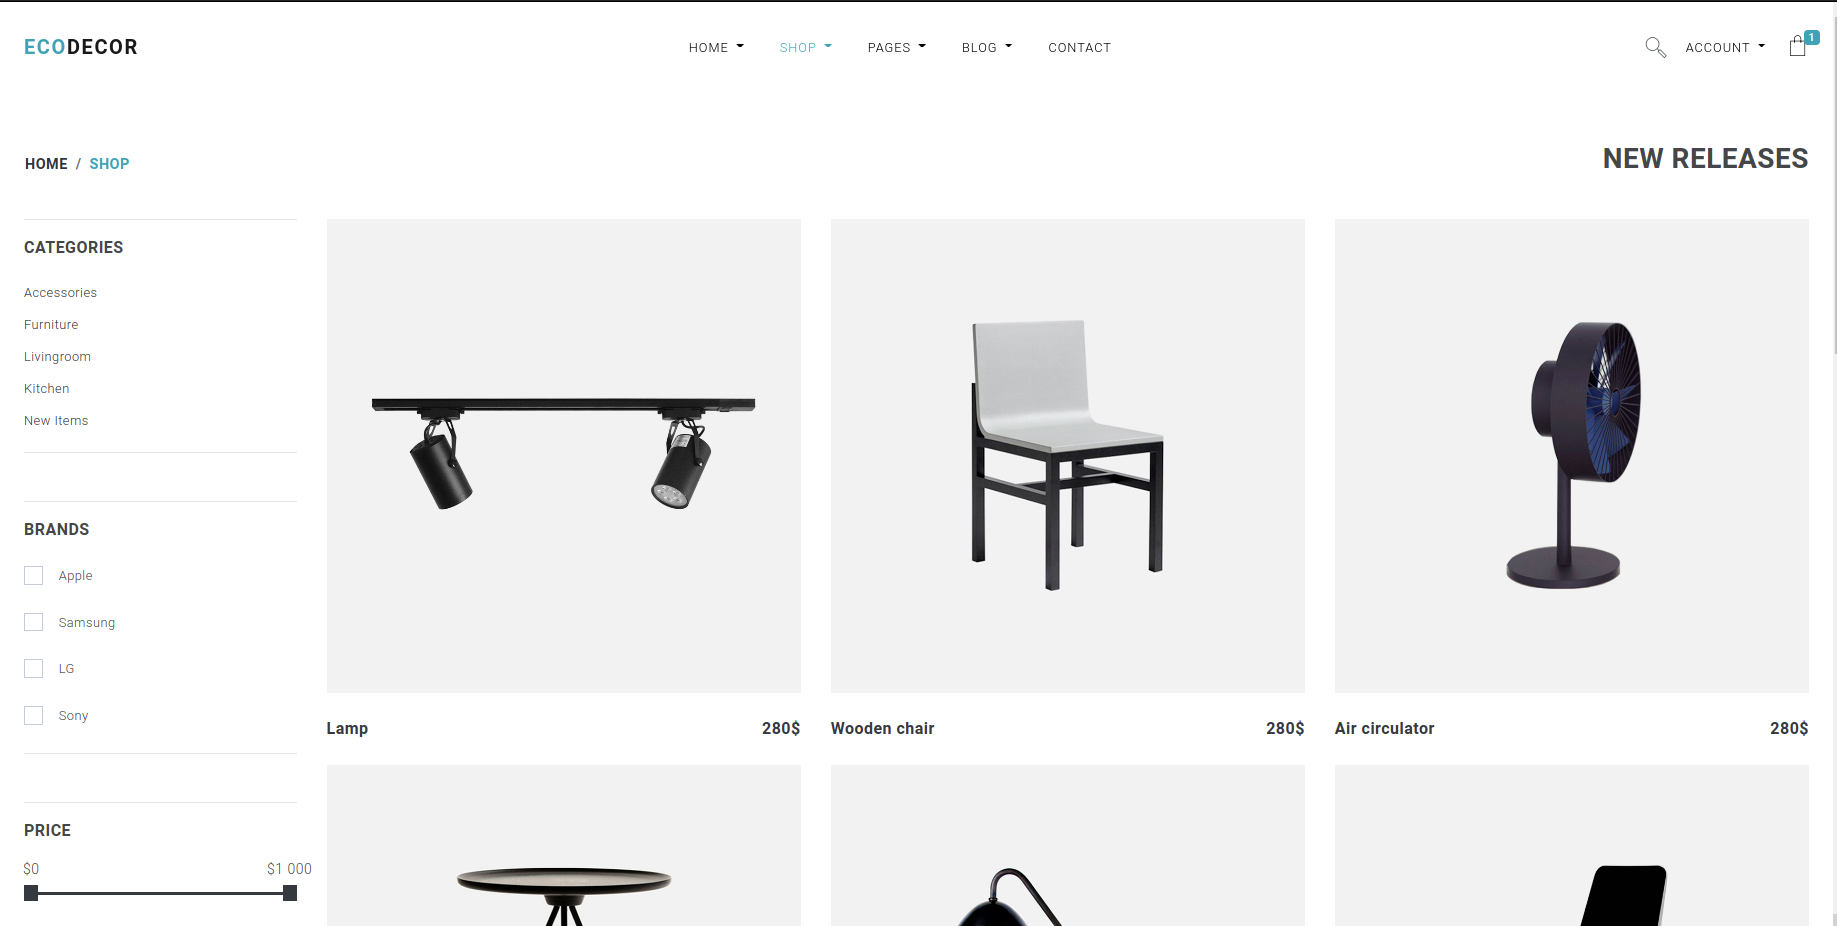 ECODECOR
HOME SHOP PAGES BLOG CONTACT
ACCOUNT 1
HOME / SHOP
NEW RELEASES
CATEGORIES
Accessories
Furniture
Livingroom
Kitchen
New Items
BRANDS
Apple
Samsung
LG
Sony
PRICE
$0 $1 000
Lamp 280$
Wooden chair 280$
Air circulator 280$